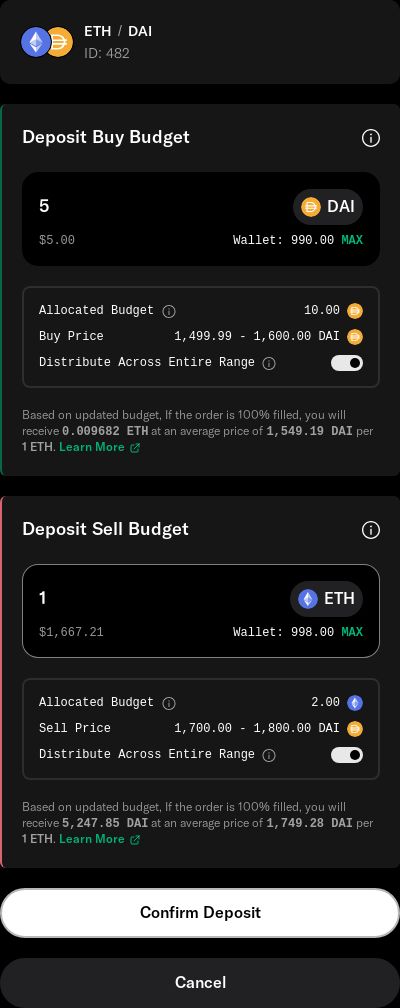 ETH / DAI
ID: 482
Deposit Buy Budget
5
DAI
$5.00
Wallet: 990.00 MAX
Allocated Budget
10.00
Buy Price
1,499.99 - 1,600.00 DAI
Distribute Across Entire Range
Based on updated budget, If the order is 100% filled, you will
receive 0.009682 ETH at an average price of 1,549.19 DAI per
1 ETH. Learn More
Deposit Sell Budget
1
ETH
$1,667.21
Wallet: 998.00 MAX
Allocated Budget
2.00
Sell Price
1,700.00 - 1,800.00 DAI
Distribute Across Entire Range
Based on updated budget, If the order is 100% filled, you will
receive 5,247.85 DAI at an average price of 1,749.28 DAI per
1 ETH. Learn More
Confirm Deposit
Cancel